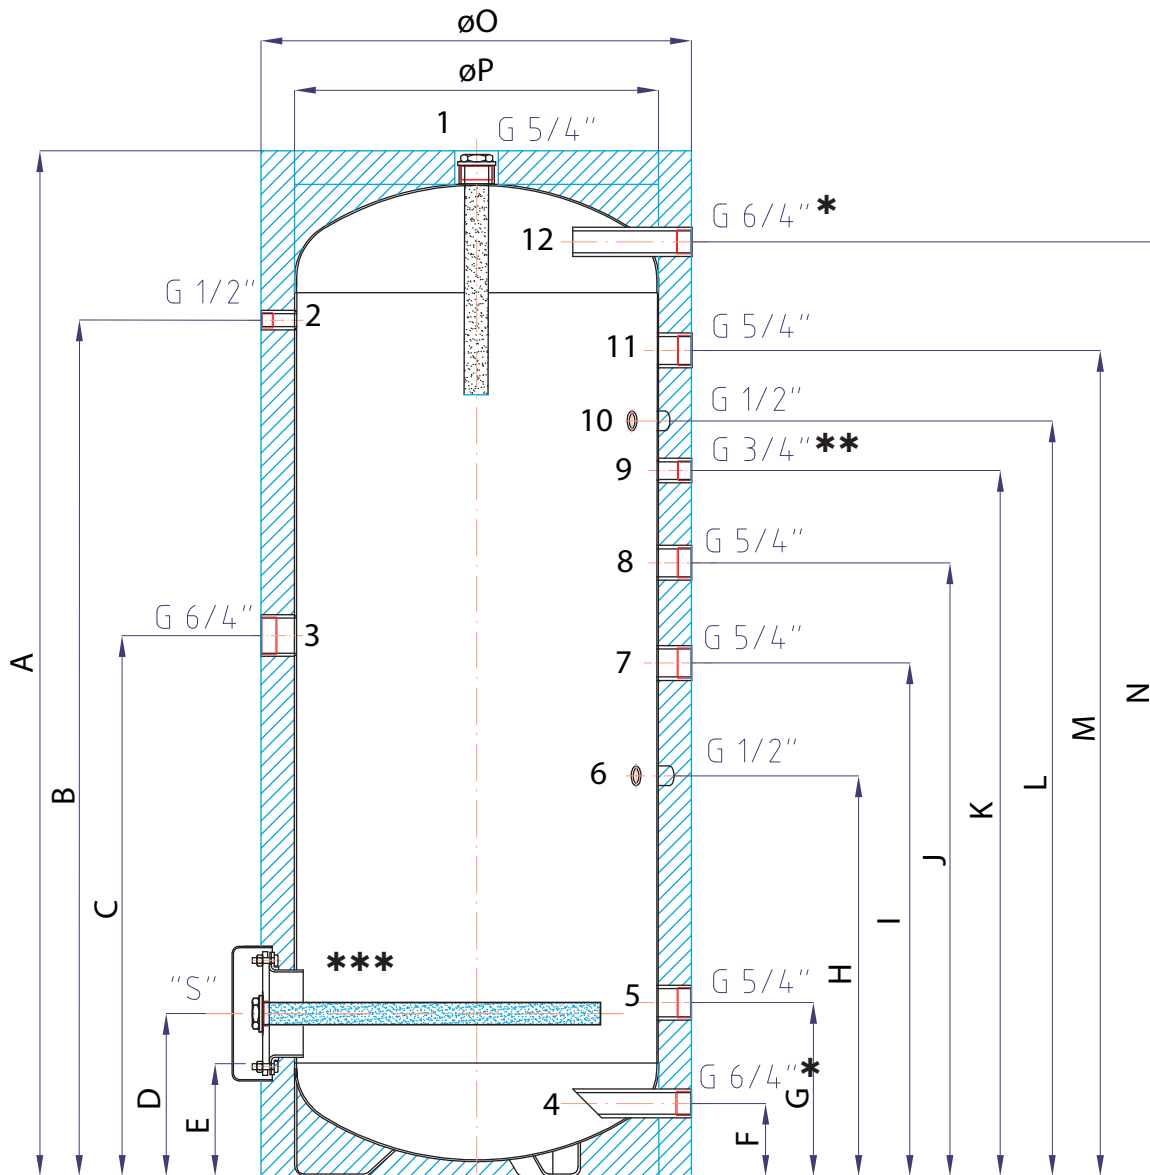 øO
øP
1 G 5/4"
12 G 6/4"*
G 1/2" 2
11 G 5/4"
10 G 1/2"
9 G 3/4"**
8 G 5/4"
G 6/4" 3
7 G 5/4"
6 G 1/2"
***
"S"
5 G 5/4"
4 G 6/4"*
A
B
C
D
E
F
G
H
I
J
K
L
M
N